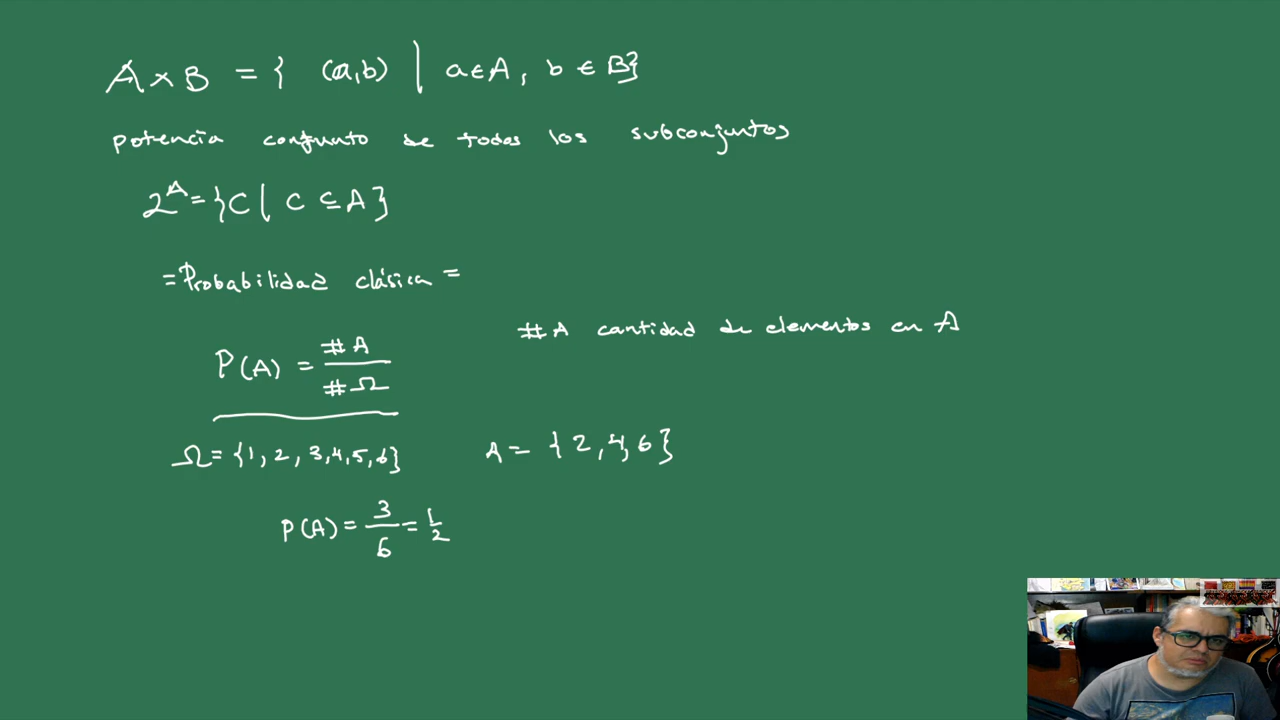 A × B = { (a,b) | a ∈ A, b ∈ B}
potencia conjunto de todos los subconjuntos
2^A = {C | C ⊆ A}
= Probabilidad clásica =
# A cantidad de elementos en A
P(A) = #A / #Ω
Ω = {1, 2, 3, 4, 5, 6} A = {2, 4, 6}
P(A) = 3/6 = 1/2